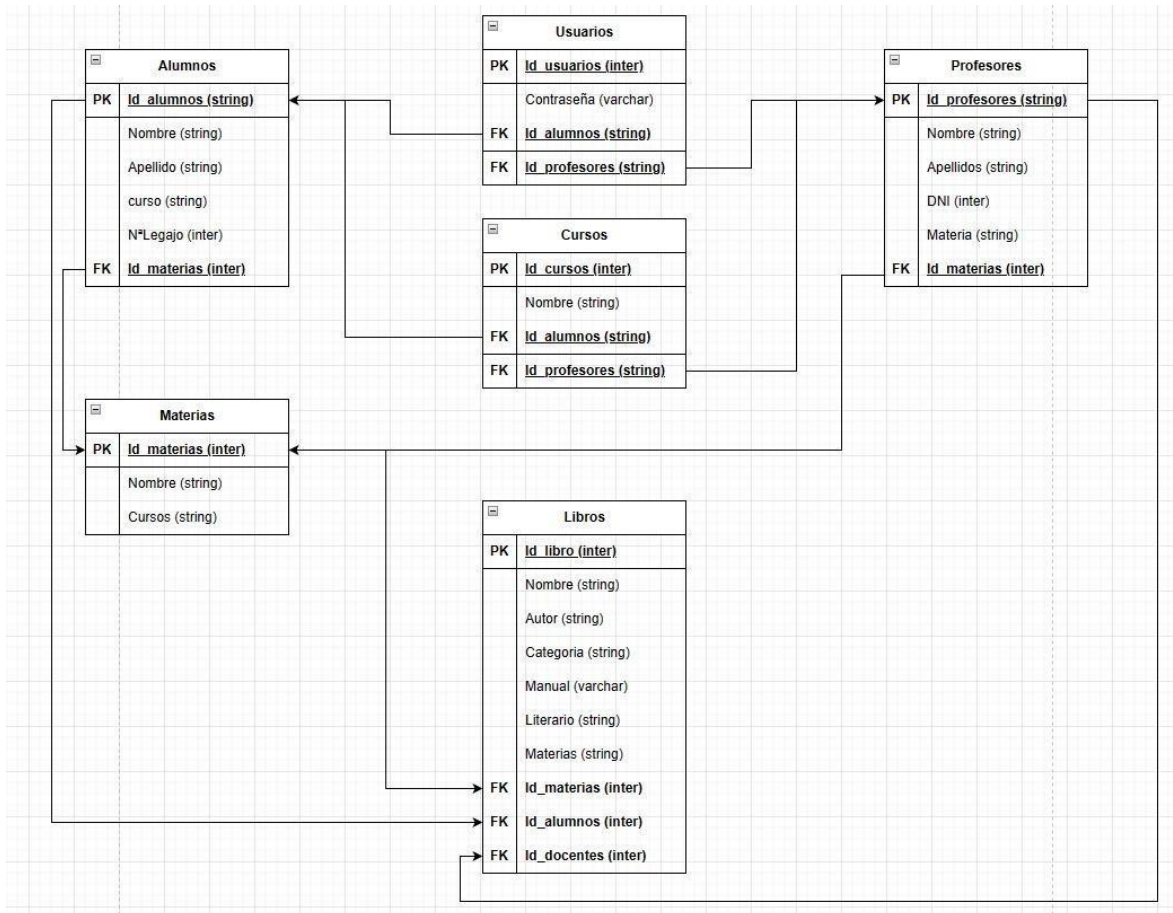 Alumnos
PK Id_alumnos (string)
Nombre (string)
Apellido (string)
curso (string)
NªLegajo (inter)
FK Id_materias (inter)
Usuarios
PK Id_usuarios (inter)
Contraseña (varchar)
FK Id_alumnos (string)
FK Id_profesores (string)
Profesores
PK Id_profesores (string)
Nombre (string)
Apellidos (string)
DNI (inter)
Materia (string)
FK Id_materias (inter)
Cursos
PK Id_cursos (inter)
Nombre (string)
FK Id_alumnos (string)
FK Id_profesores (string)
Materias
PK Id_materias (inter)
Nombre (string)
Cursos (string)
Libros
PK Id_libro (inter)
Nombre (string)
Autor (string)
Categoria (string)
Manual (varchar)
Literario (string)
Materias (string)
FK Id_materias (inter)
FK Id_alumnos (inter)
FK Id_docentes (inter)